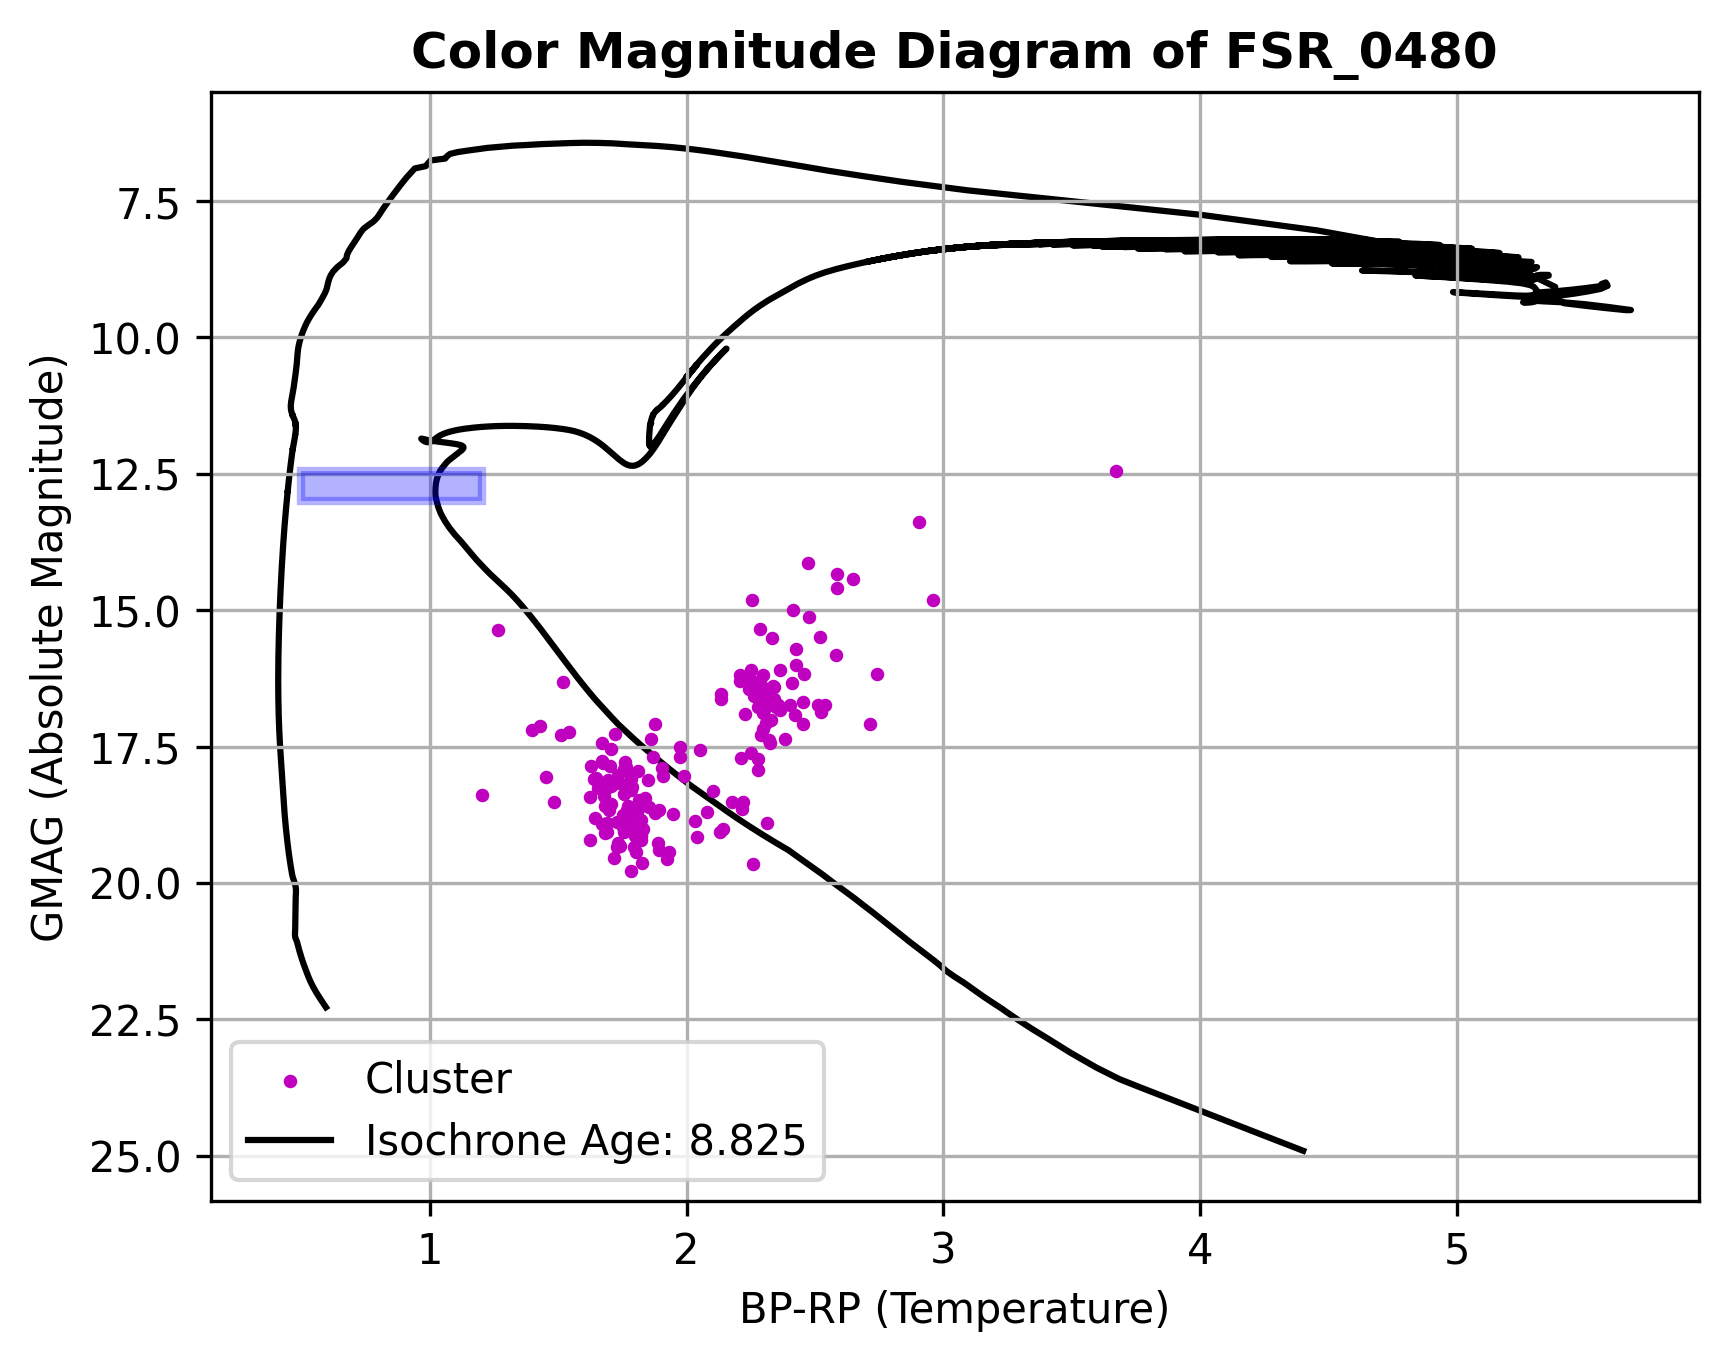 Color Magnitude Diagram of FSR_0480
GMAG (Absolute Magnitude)
7.5
10.0
12.5
15.0
17.5
20.0
22.5
25.0
Cluster
Isochrone Age: 8.825
1 2 3 4 5
BP-RP (Temperature)